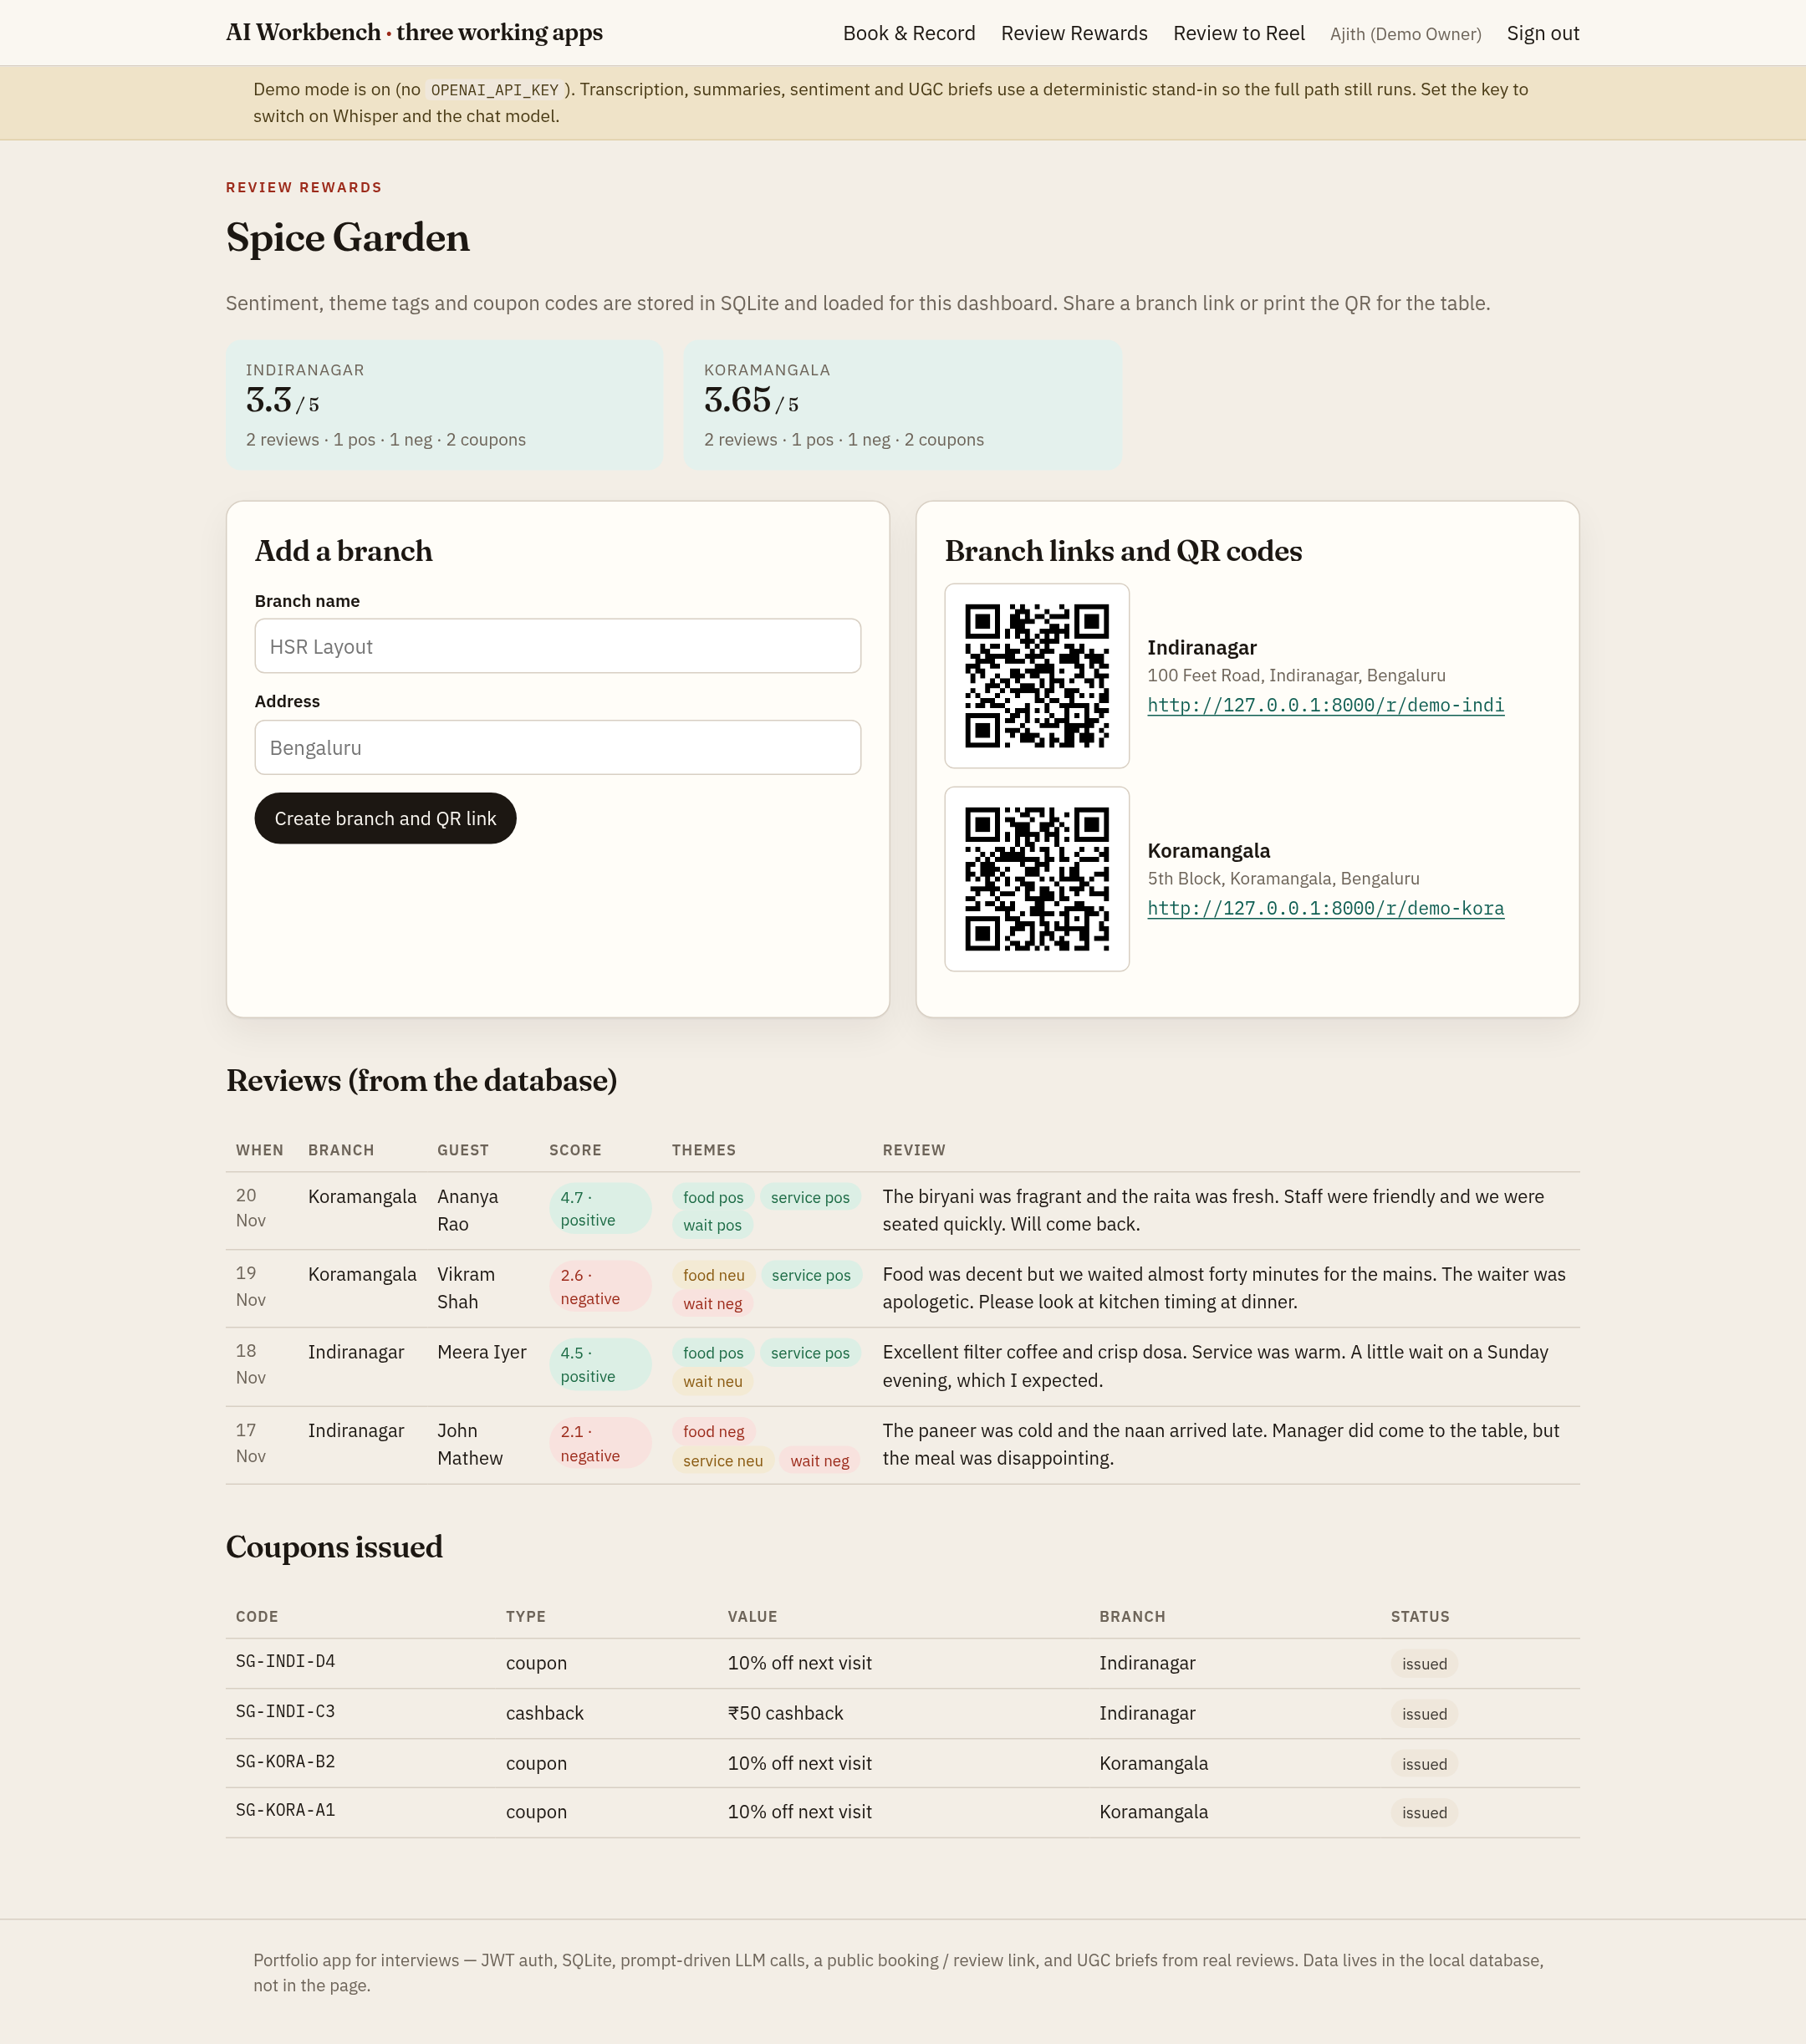 AI Workbench · three working apps
Book & Record Review Rewards Review to Reel Ajith (Demo Owner) Sign out
Demo mode is on (no OPENAI_API_KEY). Transcription, summaries, sentiment and UGC briefs use a deterministic stand-in so the full path still runs. Set the key to
switch on Whisper and the chat model.
REVIEW REWARDS
Spice Garden
Sentiment, theme tags and coupon codes are stored in SQLite and loaded for this dashboard. Share a branch link or print the QR for the table.
INDIRANAGAR
3.3 / 5
2 reviews · 1 pos · 1 neg · 2 coupons
KORAMANGALA
3.65 / 5
2 reviews · 1 pos · 1 neg · 2 coupons
Add a branch
Branch name
HSR Layout
Address
Bengaluru
Create branch and QR link
Branch links and QR codes
Indiranagar
100 Feet Road, Indiranagar, Bengaluru
http://127.0.0.1:8000/r/demo-indi
Koramangala
5th Block, Koramangala, Bengaluru
http://127.0.0.1:8000/r/demo-kora
Reviews (from the database)
WHEN BRANCH GUEST SCORE THEMES REVIEW
20 Koramangala Ananya 4.7 · food pos service pos The biryani was fragrant and the raita was fresh. Staff were friendly and we were
Nov Rao positive wait pos seated quickly. Will come back.
19 Koramangala Vikram 2.6 · food neu service pos Food was decent but we waited almost forty minutes for the mains. The waiter was
Nov Shah negative wait neg apologetic. Please look at kitchen timing at dinner.
18 Indiranagar Meera Iyer 4.5 · food pos service pos Excellent filter coffee and crisp dosa. Service was warm. A little wait on a Sunday
Nov positive wait neu evening, which I expected.
17 Indiranagar John 2.1 · food neg The paneer was cold and the naan arrived late. Manager did come to the table, but
Nov Mathew negative service neu wait neg the meal was disappointing.
Coupons issued
CODE TYPE VALUE BRANCH STATUS
SG-INDI-D4 coupon 10% off next visit Indiranagar issued
SG-INDI-C3 cashback ₹50 cashback Indiranagar issued
SG-KORA-B2 coupon 10% off next visit Koramangala issued
SG-KORA-A1 coupon 10% off next visit Koramangala issued
Portfolio app for interviews — JWT auth, SQLite, prompt-driven LLM calls, a public booking / review link, and UGC briefs from real reviews. Data lives in the local database,
not in the page.